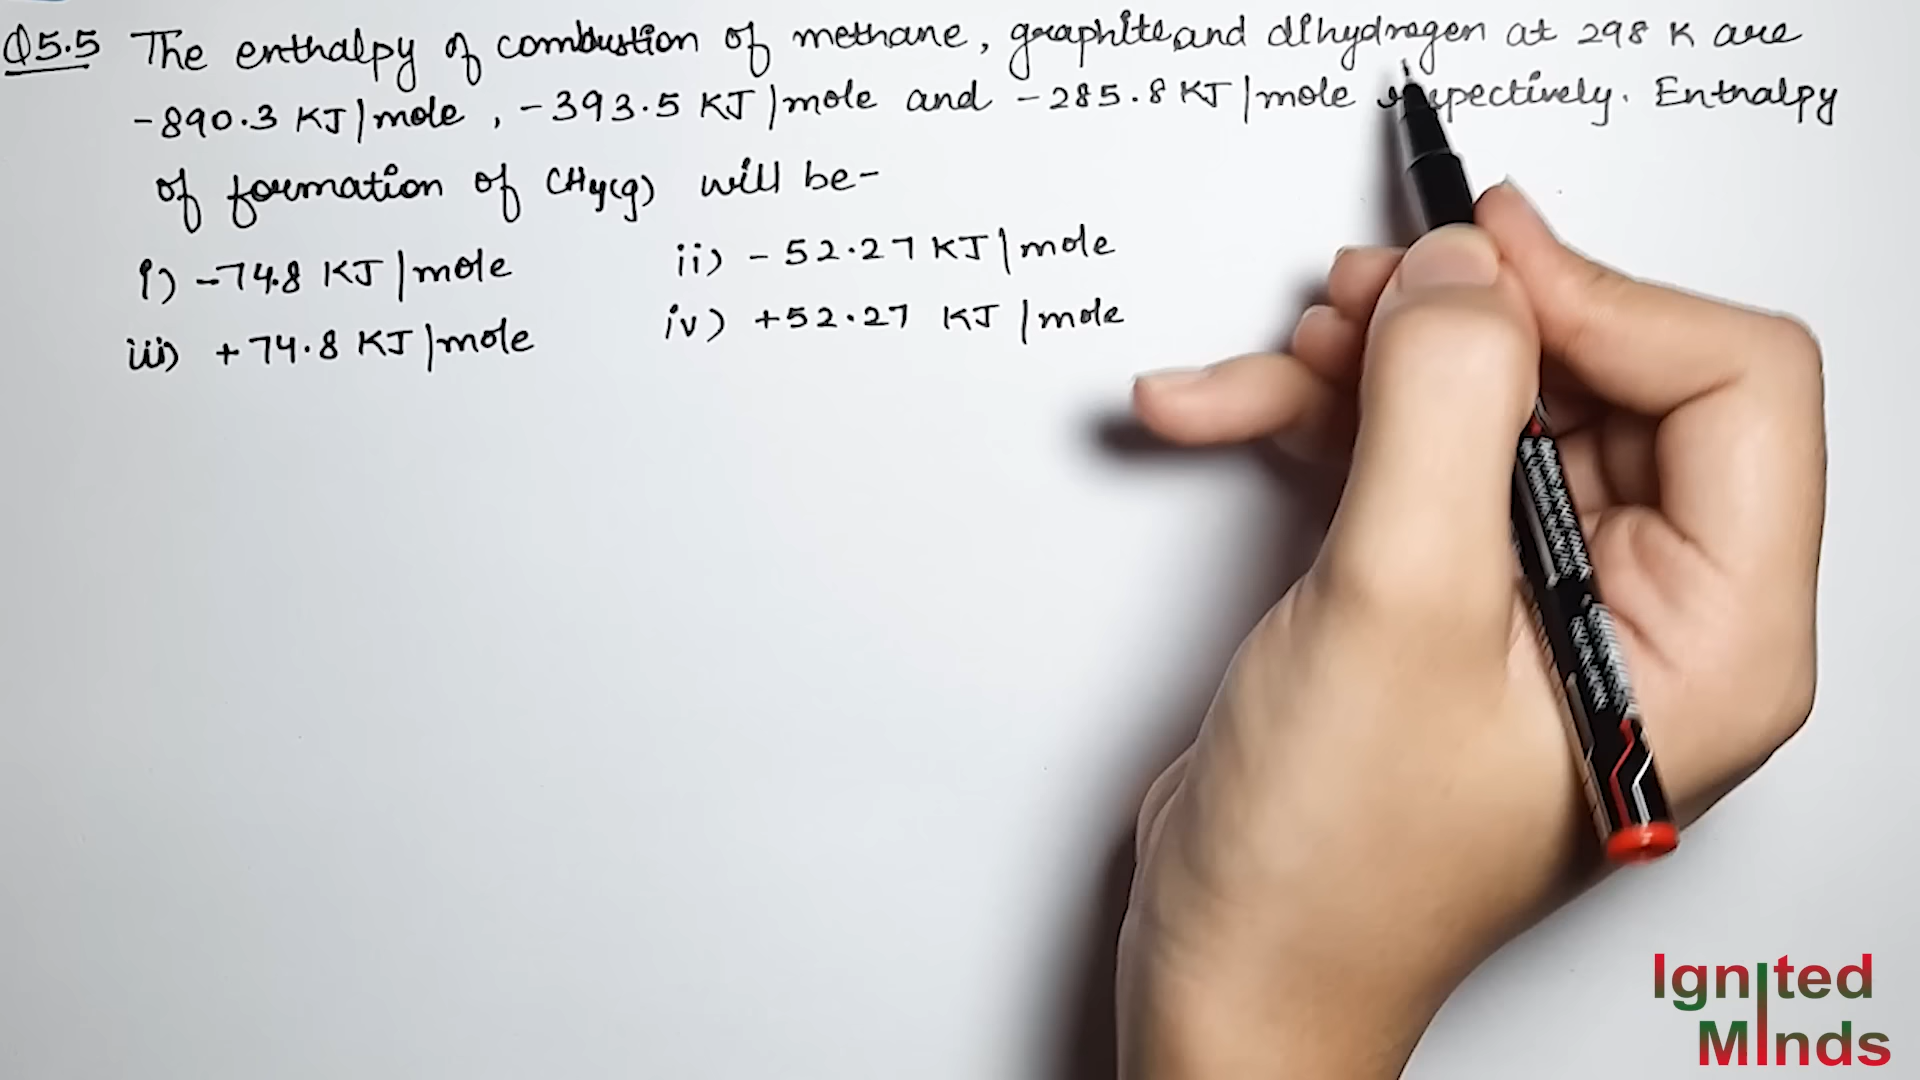 Q5.5 The enthalpy of combustion of methane, graphite and dihydrogen at 298 K are
-890.3 KJ/mole, -393.5 KJ/mole and -285.8 KJ/mole respectively. Enthalpy
of formation of CH4(g) will be-
i) -74.8 KJ/mole ii) -52.27 KJ/mole
iii) +74.8 KJ/mole iv) +52.27 KJ/mole
Ignited
Minds